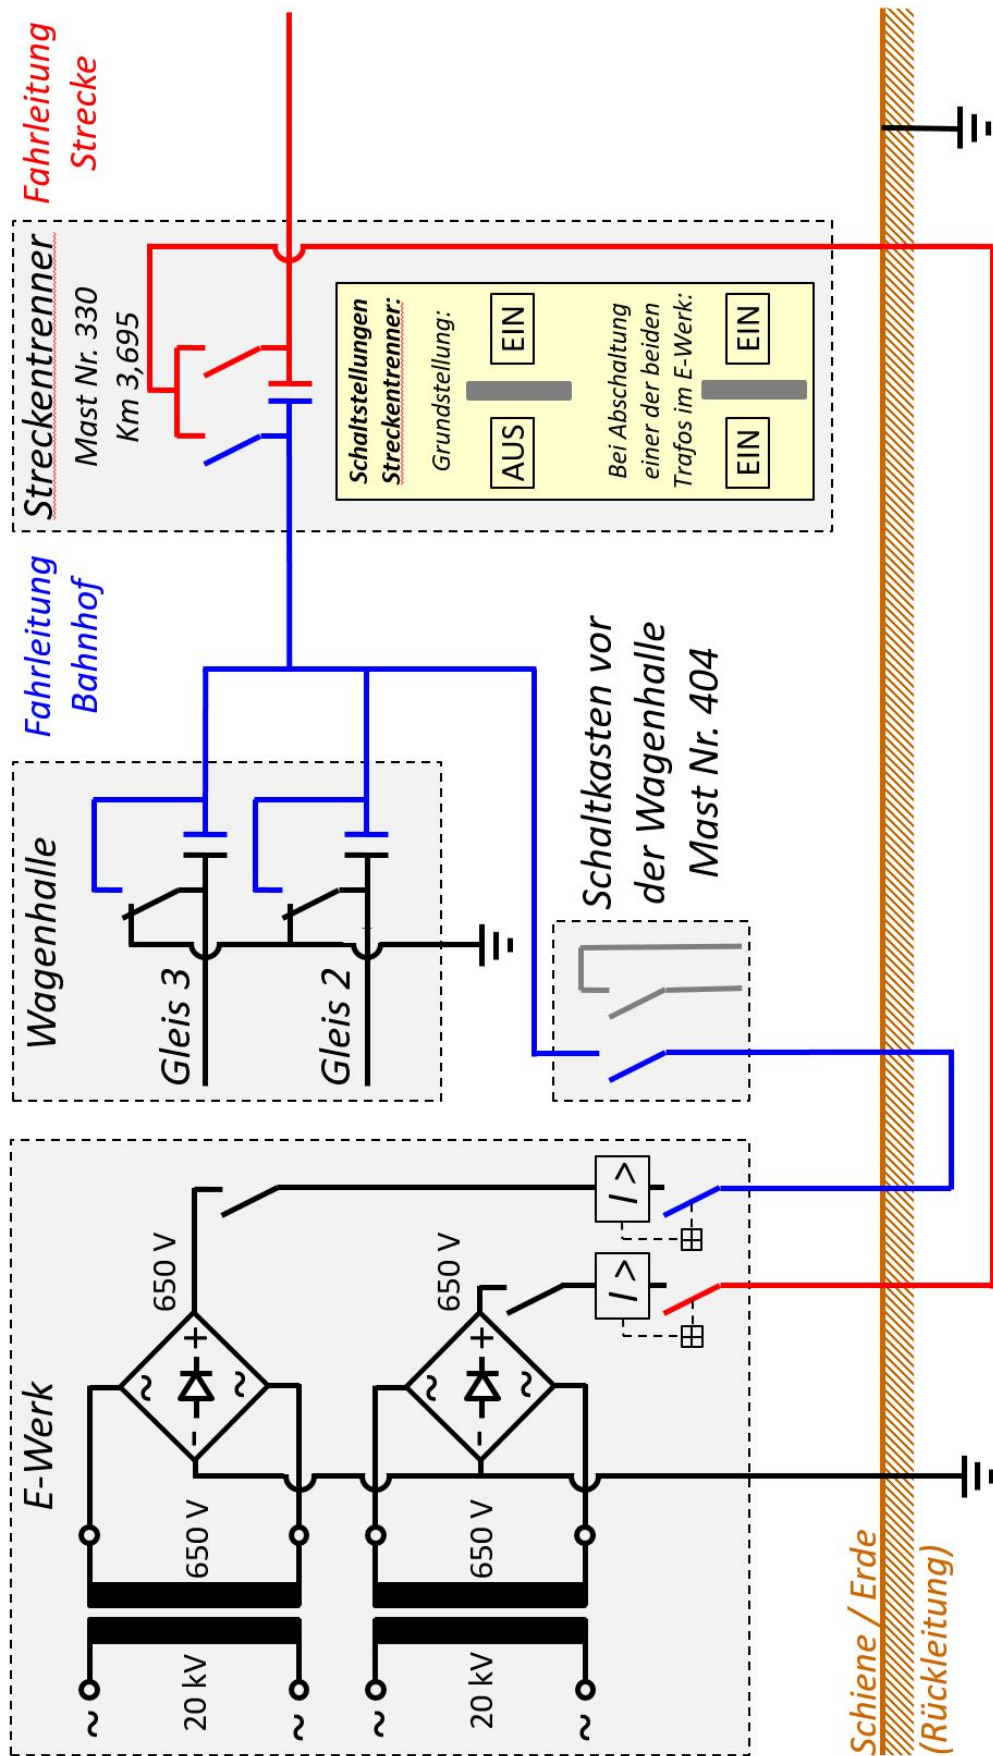 E-Werk
~
20 kV
~
650 V
~
~
-
+
650 V
~
20 kV
~
650 V
~
~
-
+
650 V
I >
I >
Wagenhalle
Gleis 3
Gleis 2
Schaltkasten vor
der Wagenhalle
Mast Nr. 404
Fahrleitung
Bahnhof
Streckentrenner
Mast Nr. 330
Km 3,695
Schaltstellungen
Streckentrenner:
Grundstellung:
AUS EIN
Bei Abschaltung
einer der beiden
Trafos im E-Werk:
EIN EIN
Fahrleitung
Strecke
Schiene / Erde
(Rückleitung)